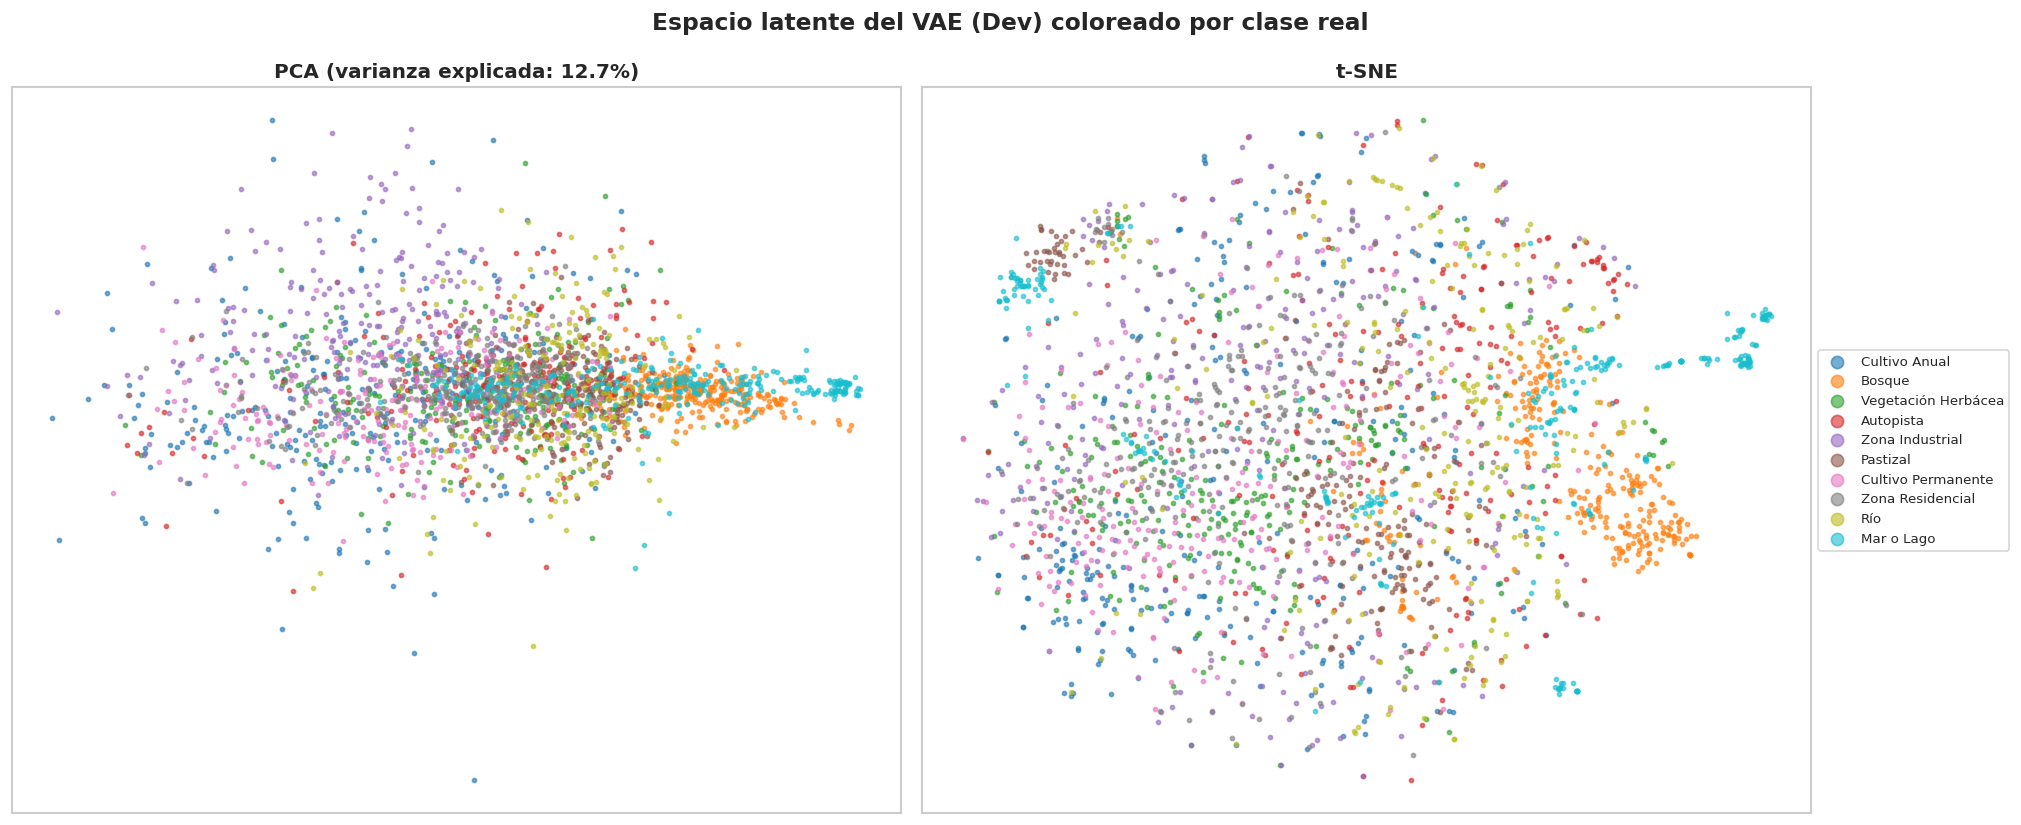 Espacio latente del VAE (Dev) coloreado por clase real
PCA (varianza explicada: 12.7%)
t-SNE
Cultivo Anual
Bosque
Vegetación Herbácea
Autopista
Zona Industrial
Pastizal
Cultivo Permanente
Zona Residencial
Río
Mar o Lago